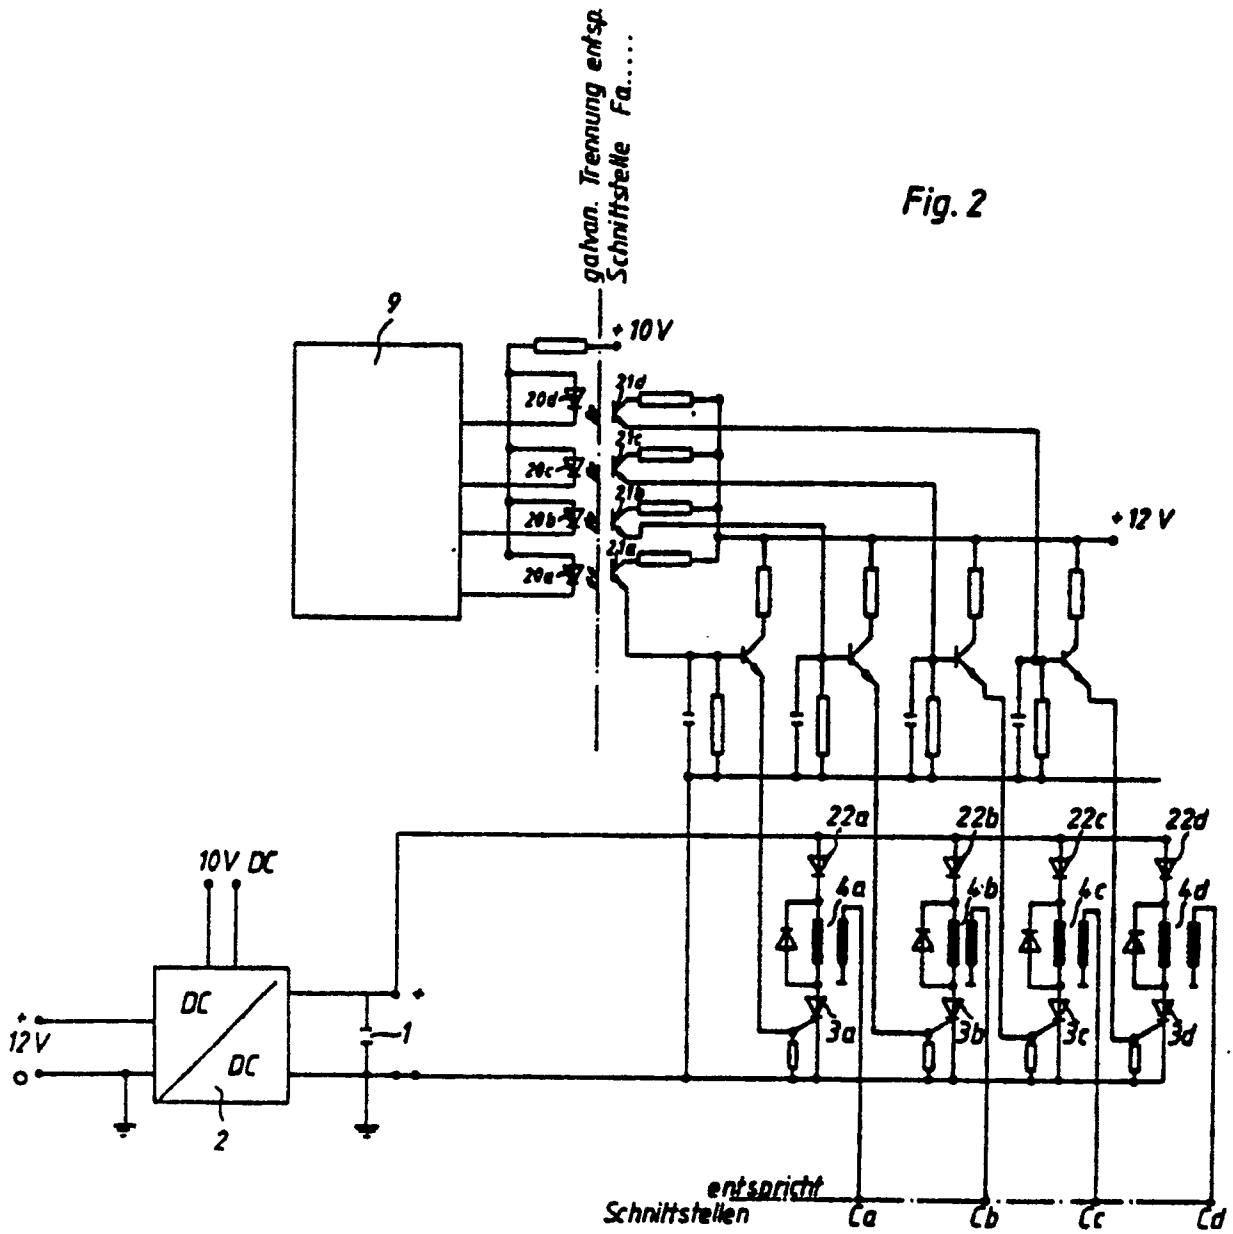 galvan. Trennung entsp.
Schnittstelle Fa.....
Fig. 2
9
+ 10V
20d
21d
21c
20c
21b
20b
21a
20a
+ 12 V
22a
22b
22c
22d
10V DC
4a
4b
4c
4d
DC
+
+
12V
1
3a
3b
3c
3d
DC
O
2
entspricht
Schnittstellen
Ca
Cb
Cc
Cd